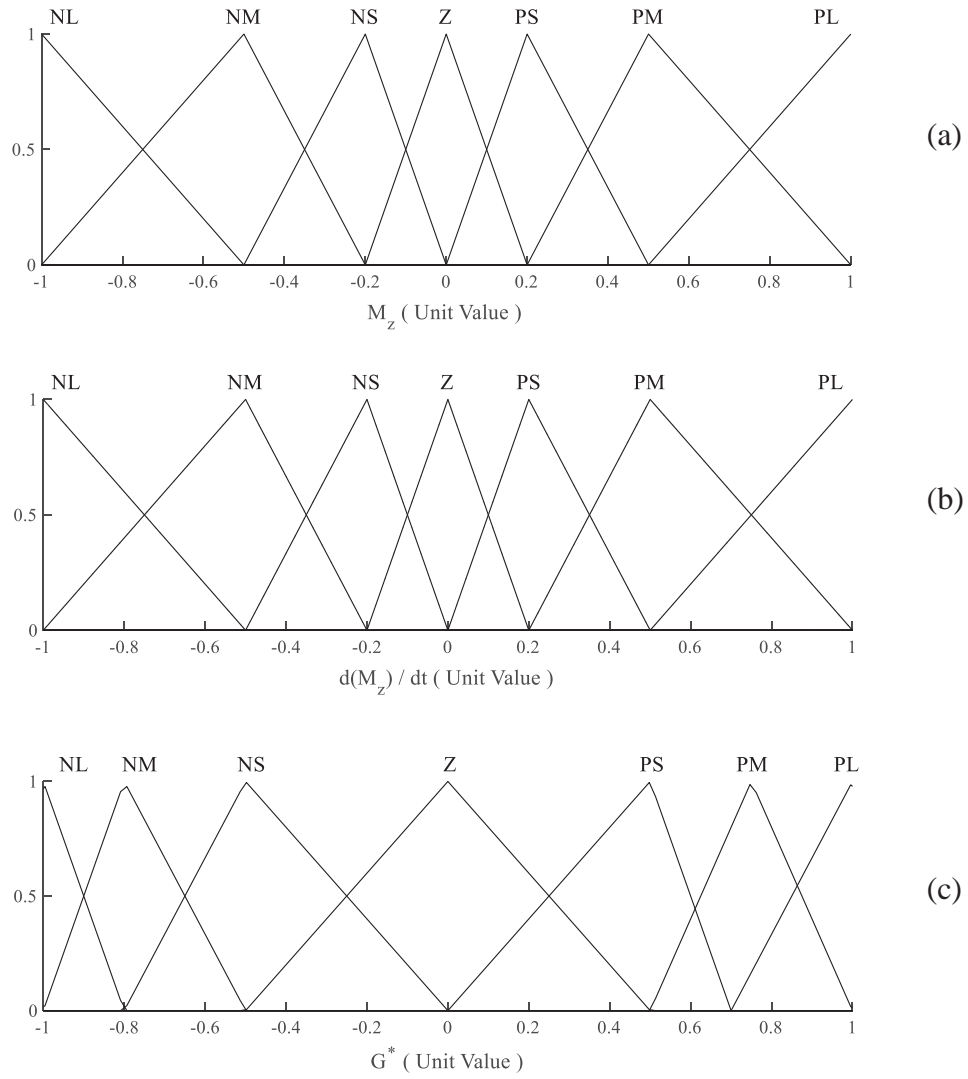 NL NM NS Z PS PM PL
1
0.5
0
-1 -0.8 -0.6 -0.4 -0.2 0 0.2 0.4 0.6 0.8 1
M_z ( Unit Value )
(a)
NL NM NS Z PS PM PL
1
0.5
0
-1 -0.8 -0.6 -0.4 -0.2 0 0.2 0.4 0.6 0.8 1
d(M_z) / dt ( Unit Value )
(b)
NL NM NS Z PS PM PL
1
0.5
0
-1 -0.8 -0.6 -0.4 -0.2 0 0.2 0.4 0.6 0.8 1
G* ( Unit Value )
(c)